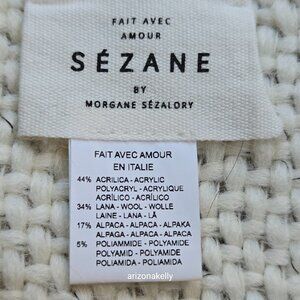 FAIT AVEC
AMOUR
SÉZANE
BY
MORGANE SÉZALORY
FAIT AVEC AMOUR
EN ITALIE
44% ACRILICA - ACRYLIC
POLYACRYL - ACRYLIQUE
ACRÍLICO - ACRÍLICO
34% LANA - WOOL - WOLLE
LAINE - LANA - LÃ
17% ALPACA - ALPACA - ALPAKA
ALPAGA - ALPACA - ALPACA
5% POLIAMMIDE - POLYAMIDE
POLYAMID - POLYAMIDE
POLIAMIDA - POLIAMIDA
arizonakelly